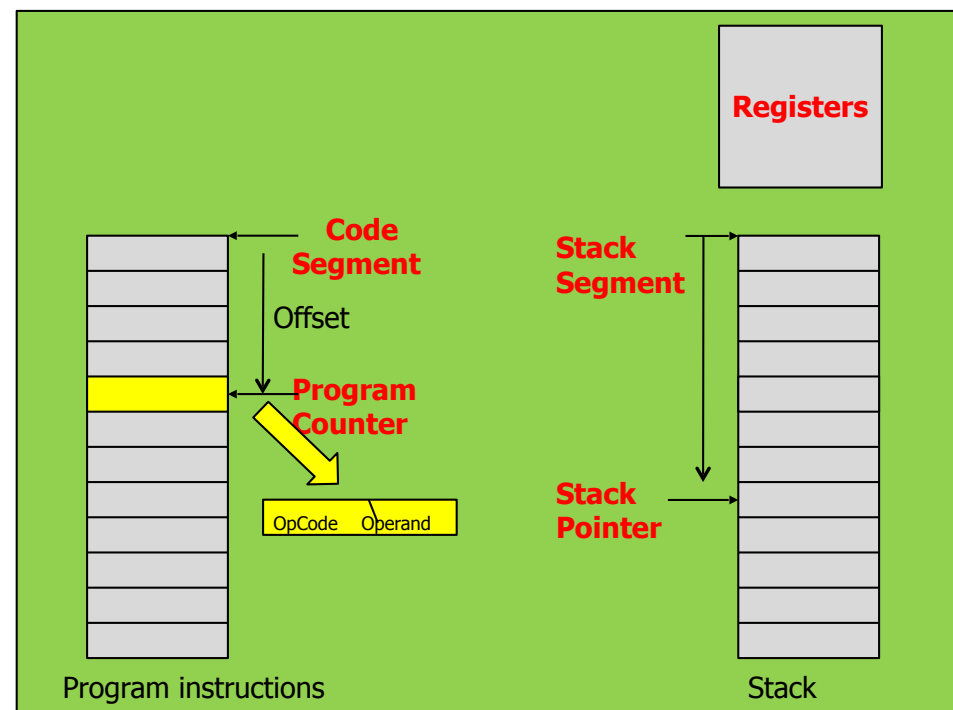 Registers
Code
Segment
Offset
Program
Counter
OpCode Operand
Program instructions
Stack
Segment
Stack
Pointer
Stack